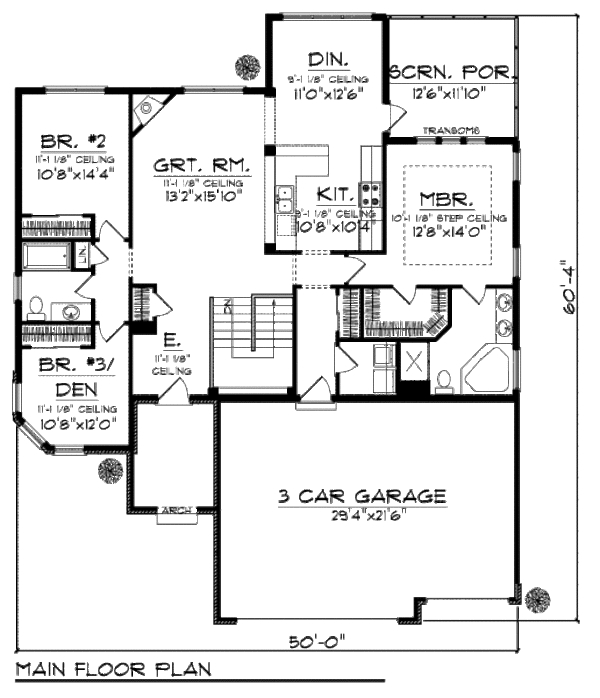 DIN.
9'-1 1/8" CEILING
11'0"x12'6"
SCRN. POR.
12'6"x11'10"
TRANSOMS
BR. #2
11'-1 1/8" CEILING
10'8"x14'4"
GRT. RM.
11'-1 1/8" CEILING
13'2"x15'10"
KIT.
9'-1 1/8" CEILING
10'8"x10'4"
MBR.
10'-1 1/8" STEP CEILING
12'8"x14'0"
LIN.
DN
E.
11'-1 1/8"
CEILING
BR. #3/
DEN
11'-1 1/8" CEILING
10'8"x12'0"
60'-4"
3 CAR GARAGE
29'4"x21'6"
ARCH
50'-0"
MAIN FLOOR PLAN